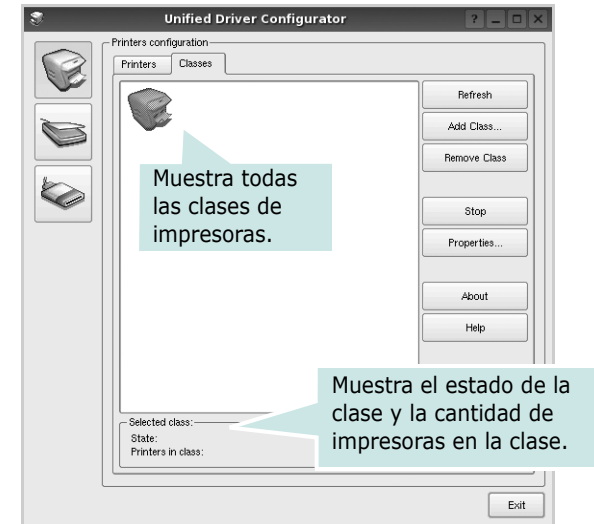 Unified Driver Configurator
Printers configuration
Printers
Classes
Refresh
Add Class...
Remove Class
Muestra todas
las clases de
impresoras.
Stop
Properties...
About
Help
Muestra el estado de la
clase y la cantidad de
impresoras en la clase.
Selected class:
State:
Printers in class:
Exit